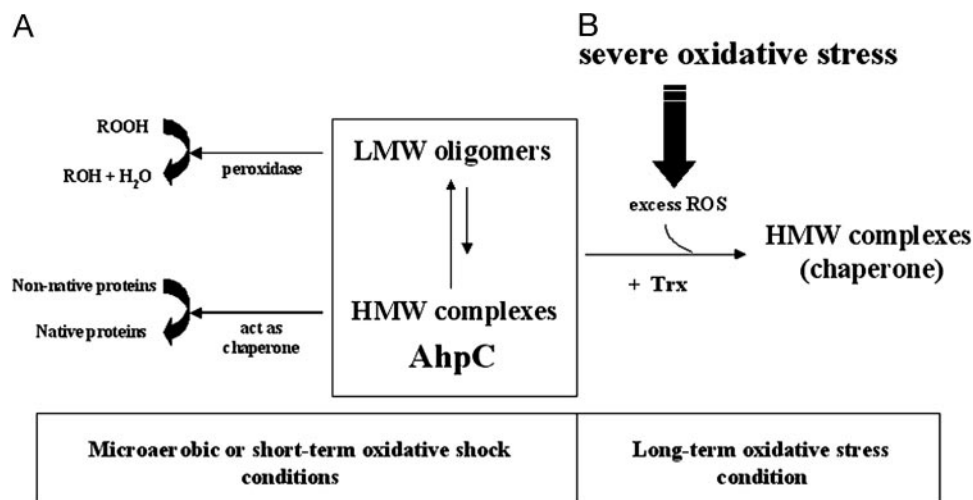 A
ROOH
ROH + H₂O
peroxidase
Non-native proteins
Native proteins
act as
chaperone
LMW oligomers
HMW complexes
AhpC
B
severe oxidative stress
excess ROS
+ Trx
HMW complexes
(chaperone)
Microaerobic or short-term oxidative shock
conditions
Long-term oxidative stress
condition